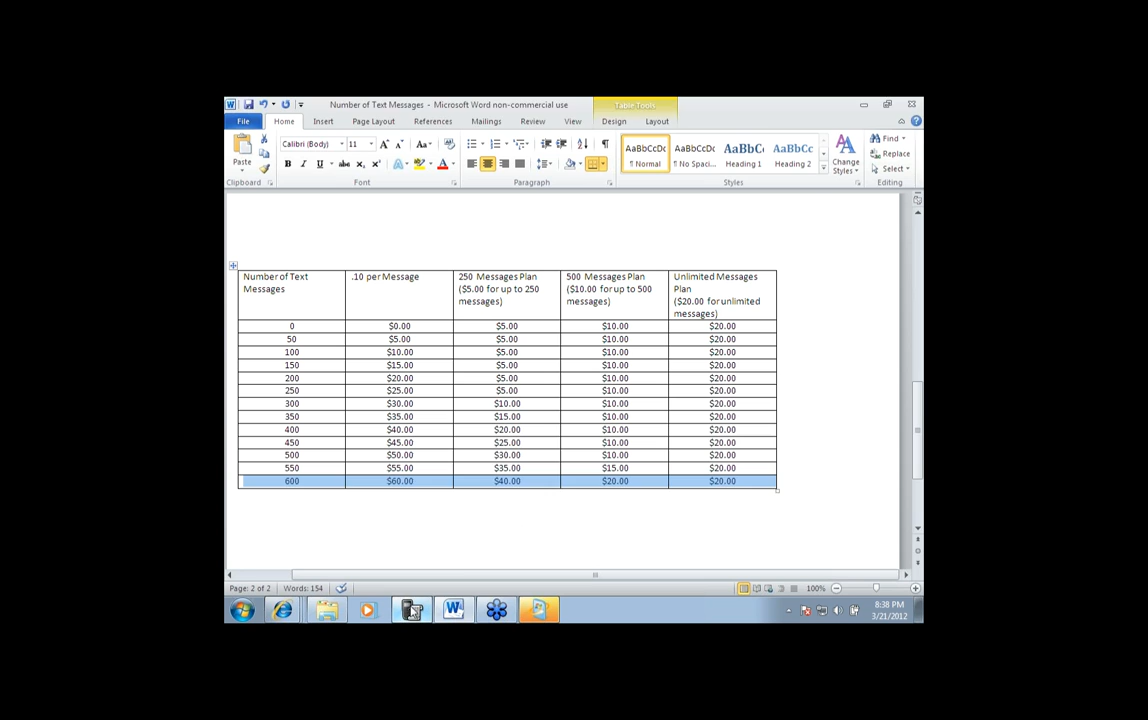 Number of Text Messages - Microsoft Word non-commercial use
Table Tools
File Home Insert Page Layout References Mailings Review View Design Layout
Paste
Calibri (Body) 11
AaBbCcDc AaBbCcDc AaBbC AaBbCc
¶ Normal ¶ No Spaci... Heading 1 Heading 2
Change Styles
Find
Replace
Select
Clipboard Font Paragraph Styles Editing
Number of Text Messages
.10 per Message
250 Messages Plan ($5.00 for up to 250 messages)
500 Messages Plan ($10.00 for up to 500 messages)
Unlimited Messages Plan ($20.00 for unlimited messages)
0 $0.00 $5.00 $10.00 $20.00
50 $5.00 $5.00 $10.00 $20.00
100 $10.00 $5.00 $10.00 $20.00
150 $15.00 $5.00 $10.00 $20.00
200 $20.00 $5.00 $10.00 $20.00
250 $25.00 $5.00 $10.00 $20.00
300 $30.00 $10.00 $10.00 $20.00
350 $35.00 $15.00 $10.00 $20.00
400 $40.00 $20.00 $10.00 $20.00
450 $45.00 $25.00 $10.00 $20.00
500 $50.00 $30.00 $10.00 $20.00
550 $55.00 $35.00 $15.00 $20.00
600 $60.00 $40.00 $20.00 $20.00
Page: 2 of 2 Words: 154 100%
8:38 PM
3/21/2012